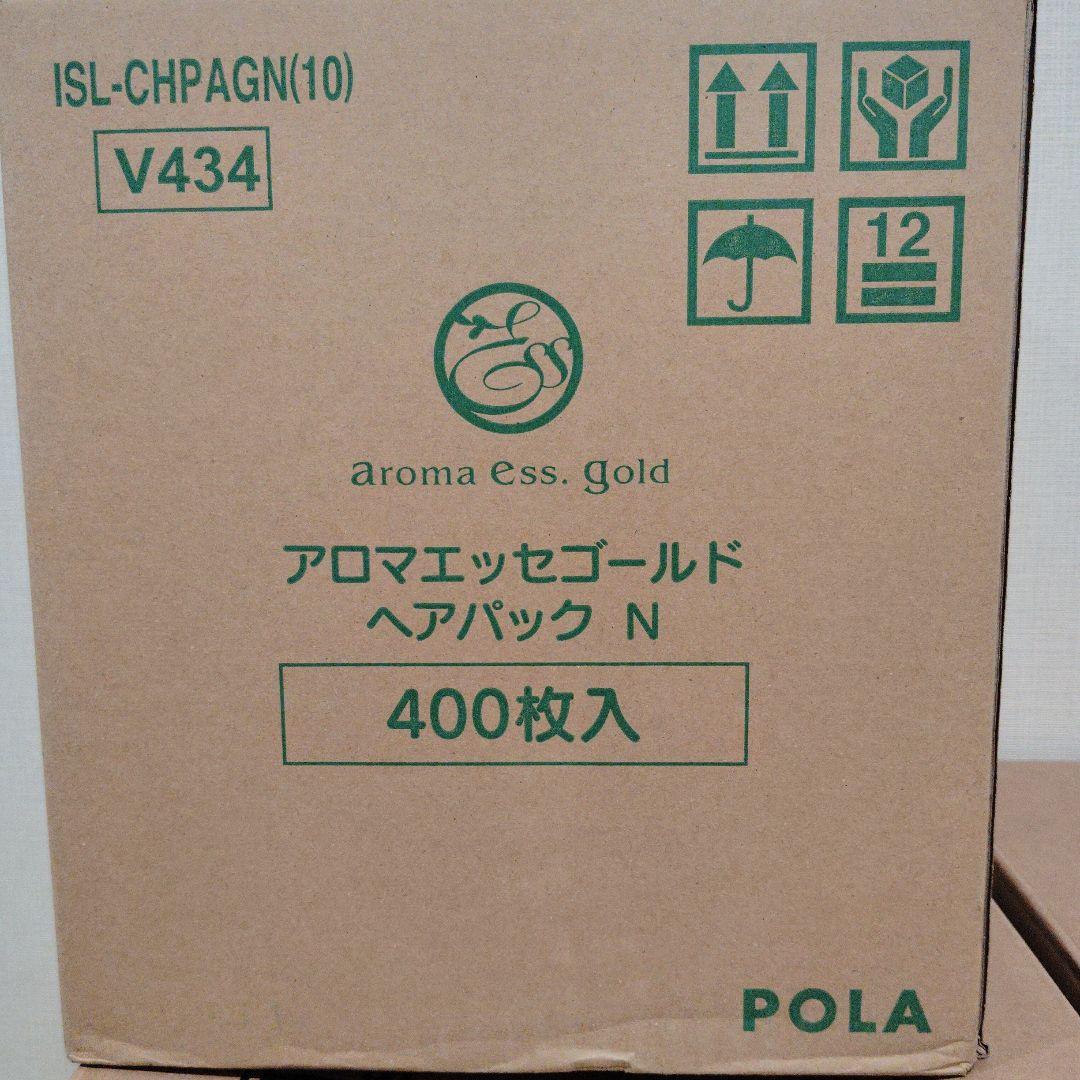 ISL-CHPAGN(10)
V434
12
Ess
aroma ess. gold
アロマエッセゴールド
ヘアパック N
400枚入
POLA